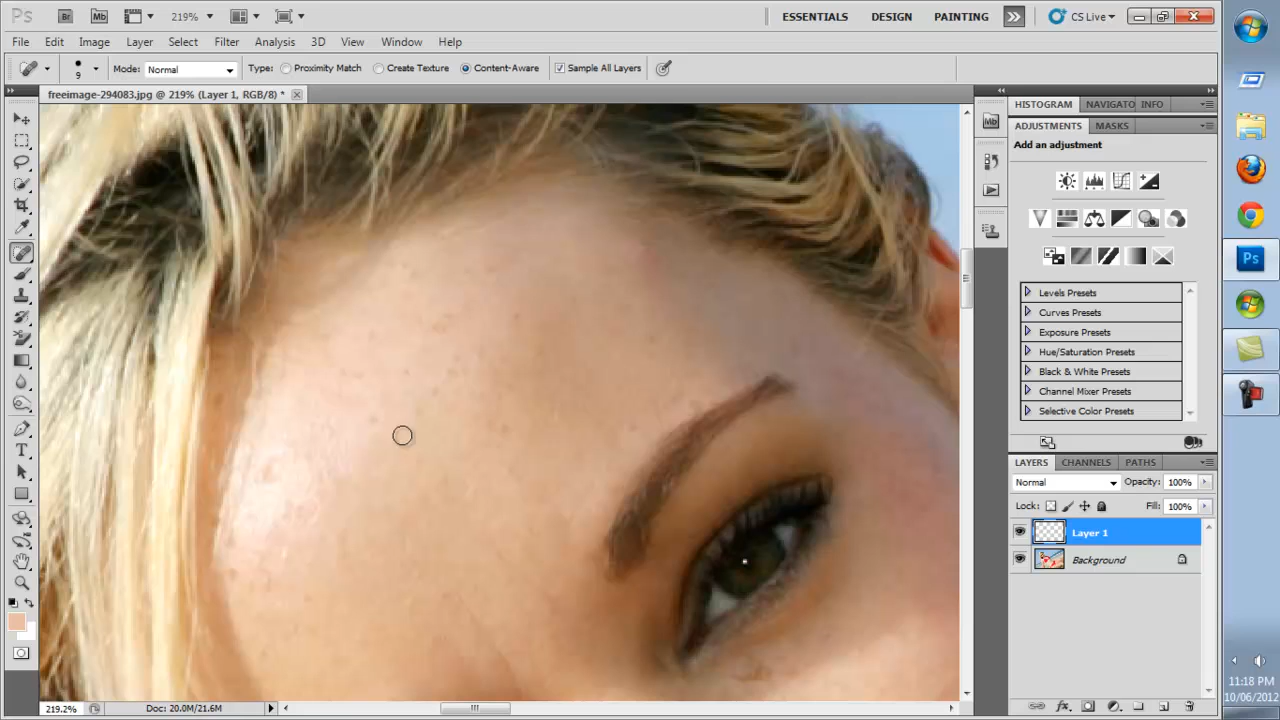 Ps Br Mb 219% ESSENTIALS DESIGN PAINTING CS Live
File Edit Image Layer Select Filter Analysis 3D View Window Help
9 Mode: Normal Type: Proximity Match Create Texture Content-Aware Sample All Layers
freeimage-294083.jpg @ 219% (Layer 1, RGB/8) *
HISTOGRAM NAVIGATO INFO
Mb
ADJUSTMENTS MASKS
Add an adjustment
Levels Presets
Curves Presets
Exposure Presets
Hue/Saturation Presets
Black & White Presets
Channel Mixer Presets
Selective Color Presets
LAYERS CHANNELS PATHS
Normal Opacity: 100%
Lock: Fill: 100%
Layer 1
Background
T
fx
219.2% Doc: 20.0M/21.6M
Ps
11:18 PM
10/06/2012